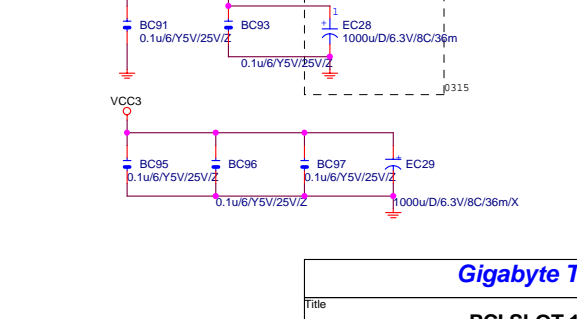 1
BC91 BC93 EC28
0.1u/6/Y5V/25V/Z 1000u/D/6.3V/8C/36m
0.1u/6/Y5V/25V/Z
0315
VCC3
BC95 BC96 BC97 EC29
0.1u/6/Y5V/25V/Z 0.1u/6/Y5V/25V/Z
0.1u/6/Y5V/25V/Z 1000u/D/6.3V/8C/36m/X
Gigabyte T
Title